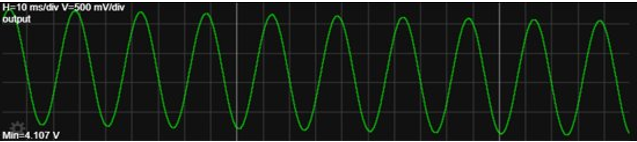 H=10 ms/div V=500 mV/div
output
Min=4.107 V